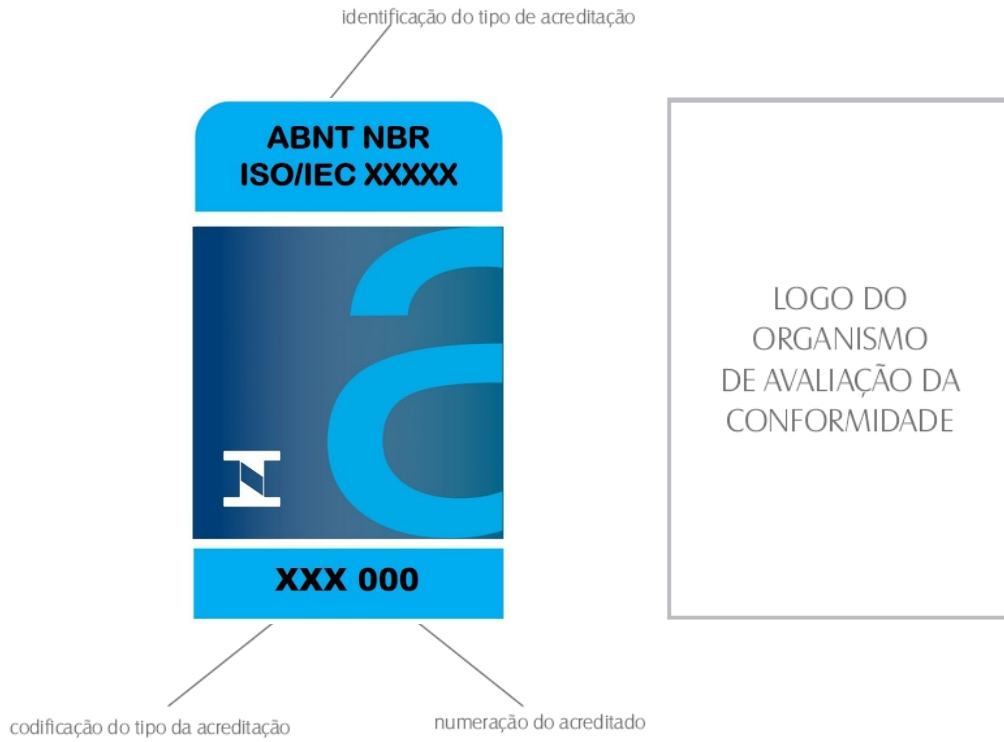 identificação do tipo de acreditação
ABNT NBR
ISO/IEC XXXXX
LOGO DO
ORGANISMO
DE AVALIAÇÃO DA
CONFORMIDADE
XXX 000
codificação do tipo da acreditação
numeração do acreditado